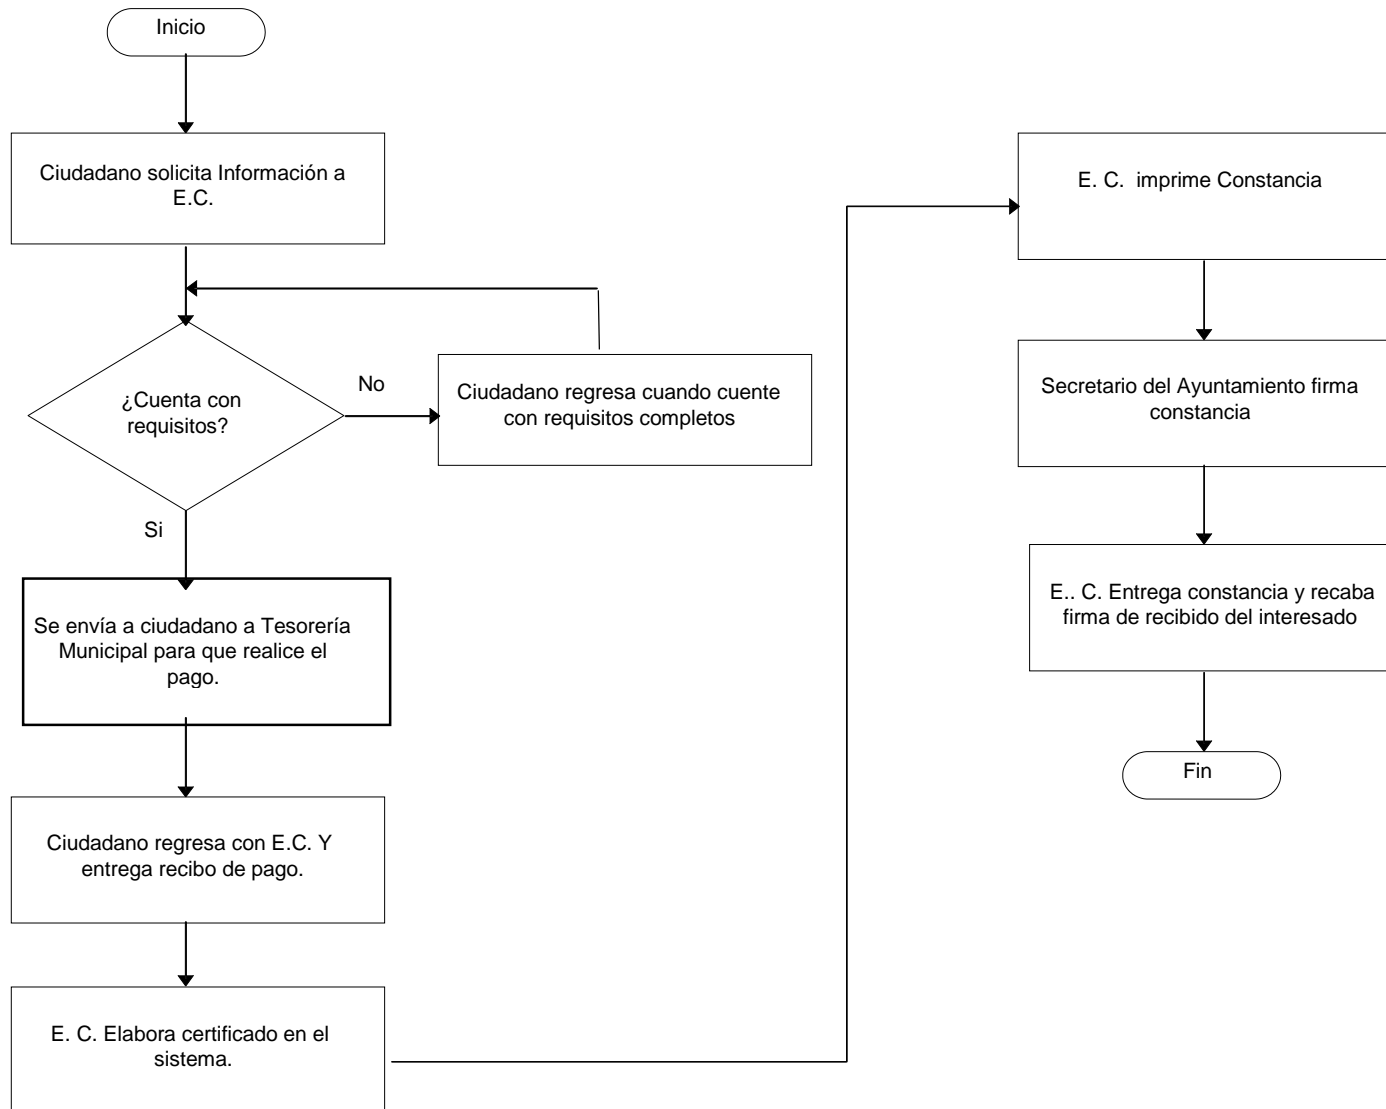 Inicio
Ciudadano solicita Información a
E.C.
¿Cuenta con
requisitos?
No
Ciudadano regresa cuando cuente
con requisitos completos
Si
Se envía a ciudadano a Tesorería
Municipal para que realice el
pago.
Ciudadano regresa con E.C. Y
entrega recibo de pago.
E. C. Elabora certificado en el
sistema.
E. C.  imprime Constancia
Secretario del Ayuntamiento firma
constancia
E.. C. Entrega constancia y recaba
firma de recibido del interesado
Fin